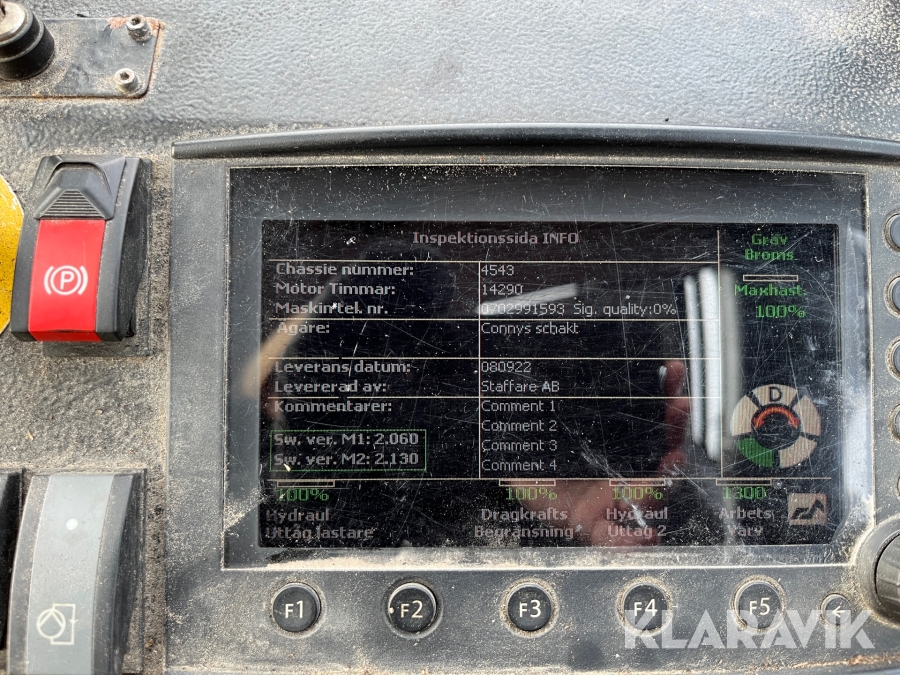 Inspektionssida INFO
Chassie nummer: 4543
Motor Timmar: 14290
Maskin tel. nr. 0702991593 Sig. quality:0%
Ägare: Connys schakt
Leverans datum: 080922
Levererad av: Staffare AB
Kommentarer: Comment 1
Comment 2
Comment 3
Comment 4
Sw. ver. M1: 2.060
Sw. ver. M2: 2.130
Gräv
Broms
Maxhast.
100%
D
100%
Hydraul
Uttag lastare
100%
Dragkrafts
Begränsning
100%
Hydraul
Uttag 2
1300
Arbets
Varv
P
F1 F2 F3 F4 F5
KLARAVIK